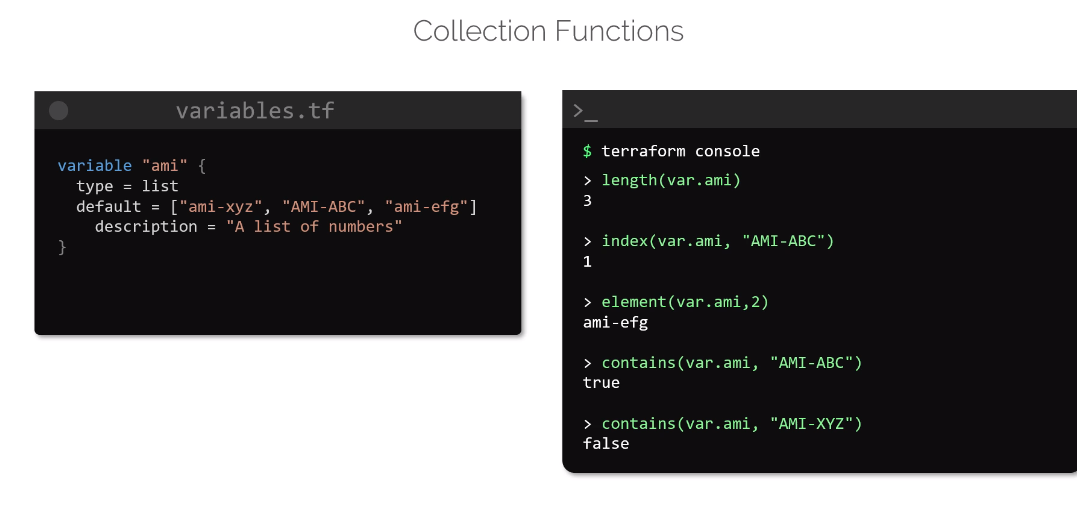 Collection Functions
variables.tf
variable "ami" {
  type = list
  default = ["ami-xyz", "AMI-ABC", "ami-efg"]
    description = "A list of numbers"
}
>_
$ terraform console
> length(var.ami)
3
> index(var.ami, "AMI-ABC")
1
> element(var.ami,2)
ami-efg
> contains(var.ami, "AMI-ABC")
true
> contains(var.ami, "AMI-XYZ")
false